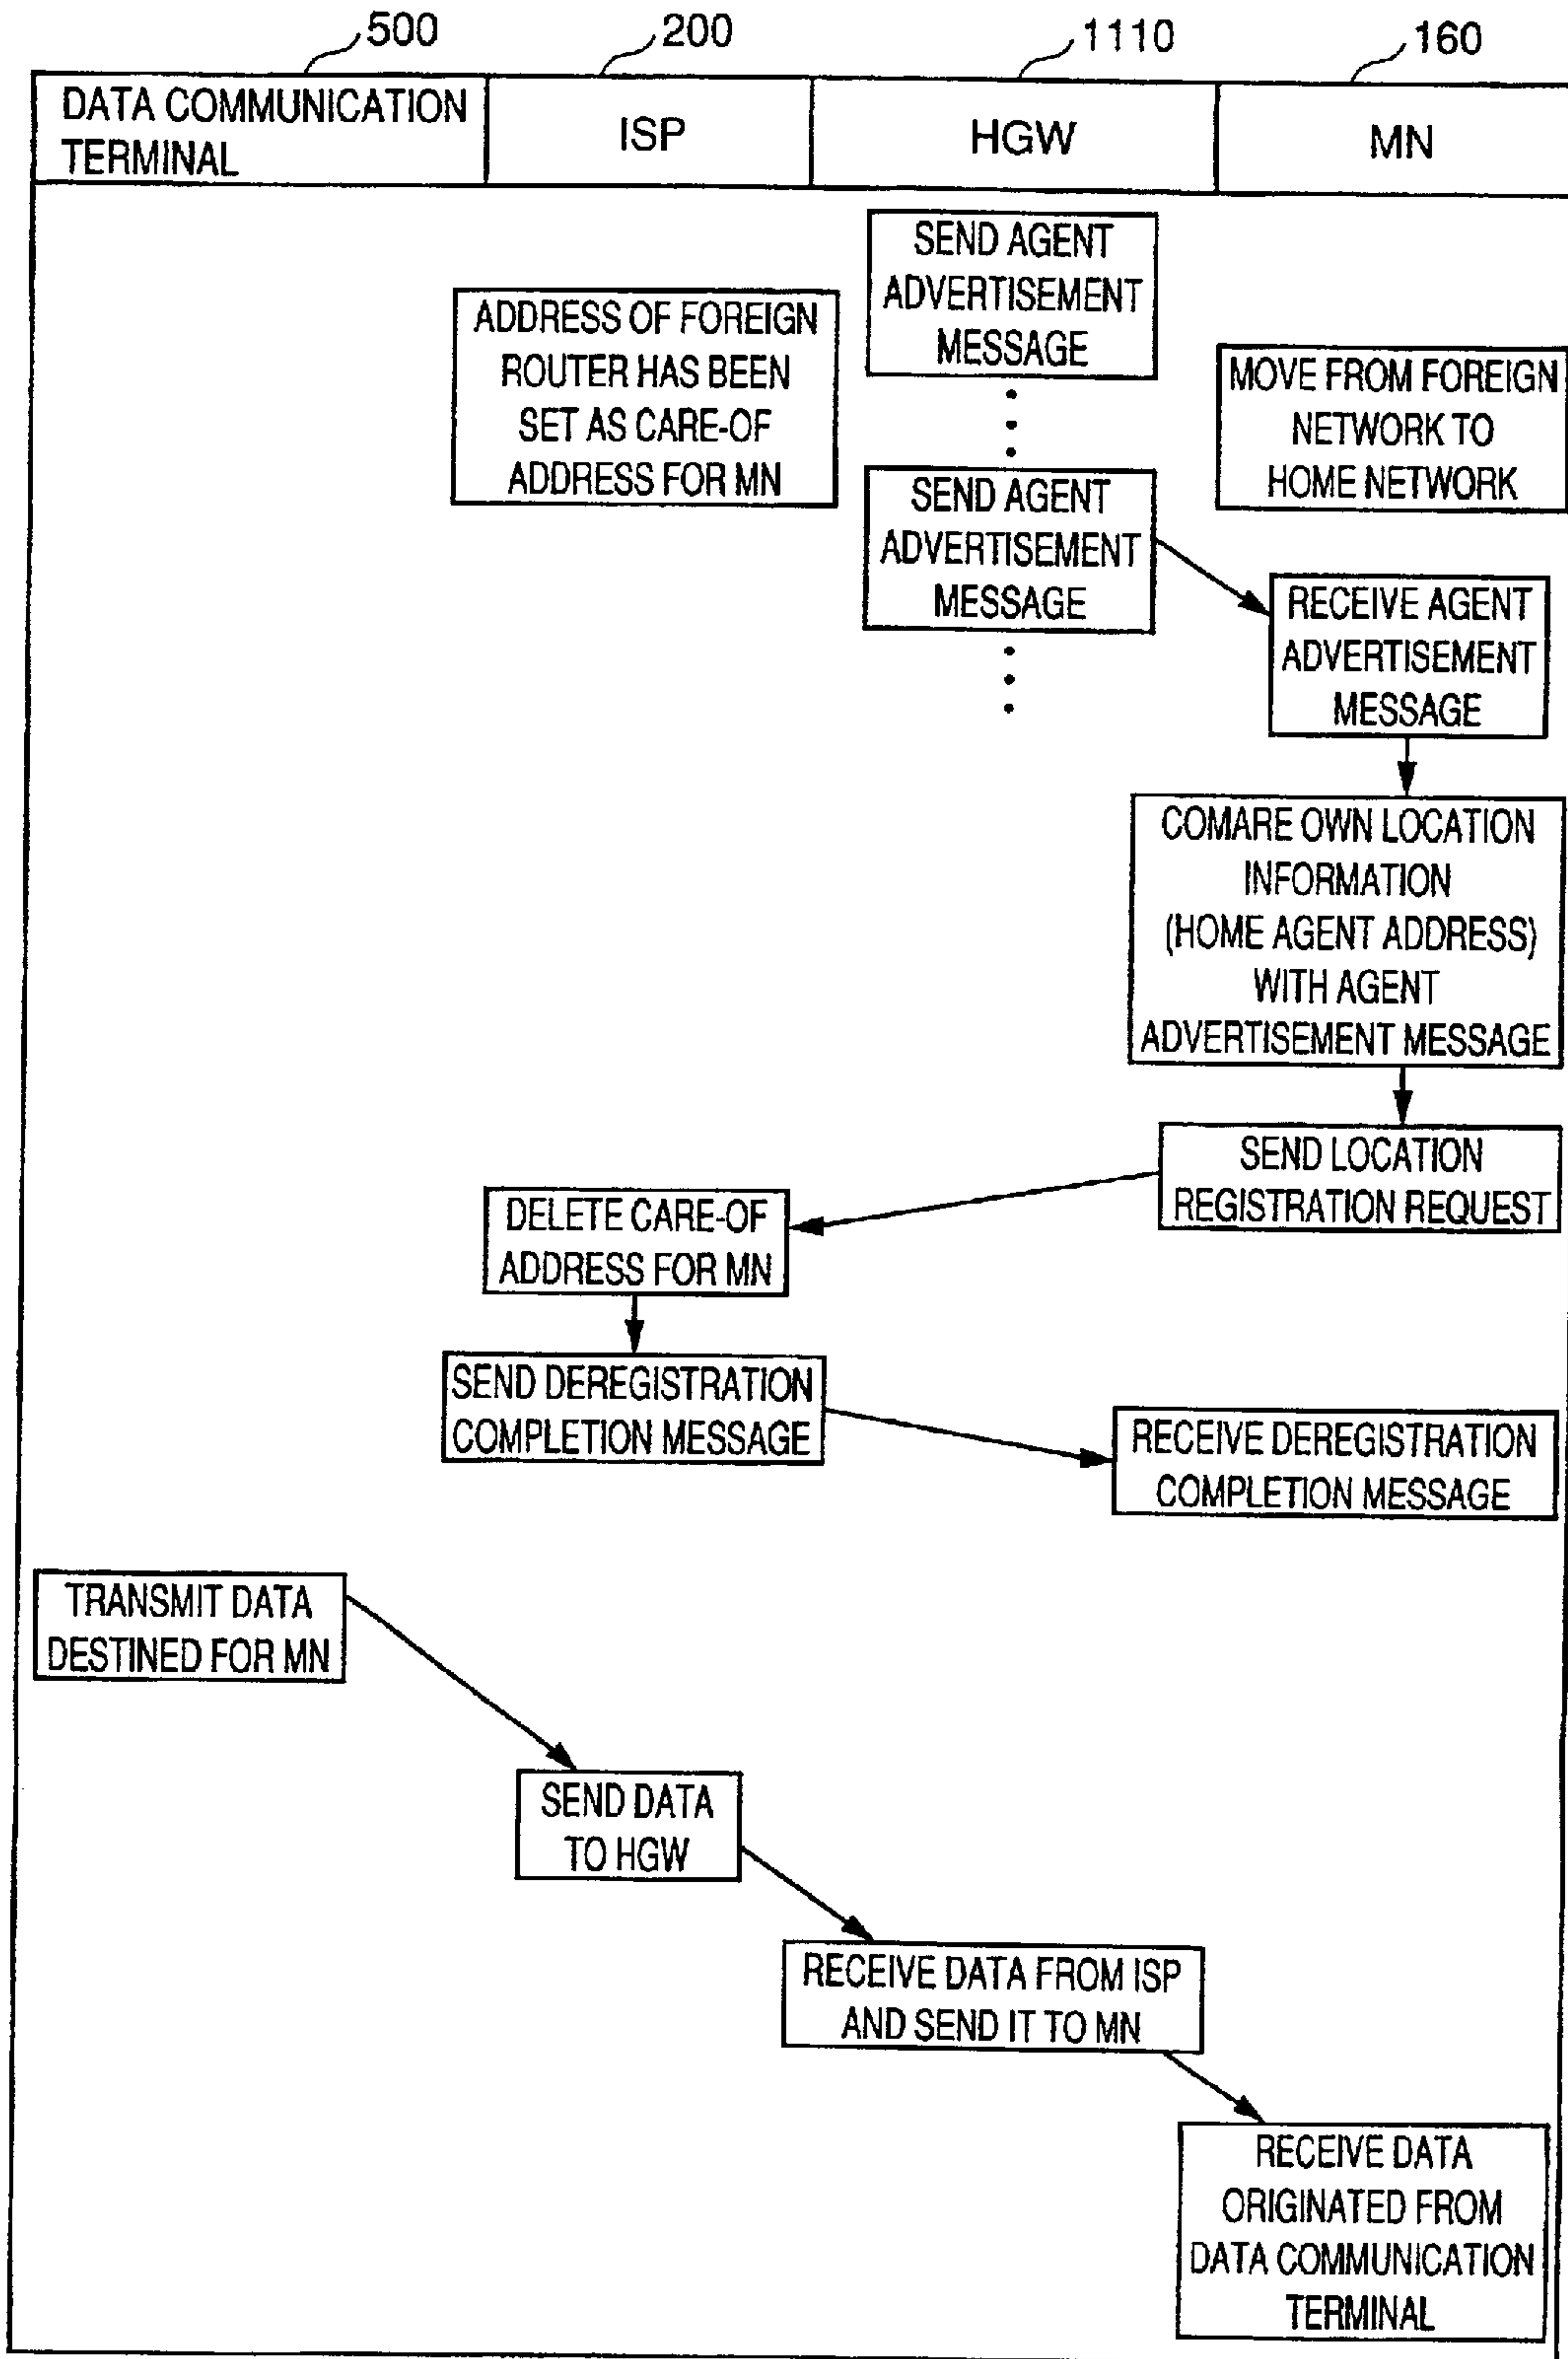 500
200
1110
160
DATA COMMUNICATION
TERMINAL
ISP
HGW
MN
SEND AGENT
ADVERTISEMENT
MESSAGE
ADDRESS OF FOREIGN
ROUTER HAS BEEN
SET AS CARE-OF
ADDRESS FOR MN
MOVE FROM FOREIGN
NETWORK TO
HOME NETWORK
SEND AGENT
ADVERTISEMENT
MESSAGE
RECEIVE AGENT
ADVERTISEMENT
MESSAGE
COMARE OWN LOCATION
INFORMATION
(HOME AGENT ADDRESS)
WITH AGENT
ADVERTISEMENT MESSAGE
SEND LOCATION
REGISTRATION REQUEST
DELETE CARE-OF
ADDRESS FOR MN
SEND DEREGISTRATION
COMPLETION MESSAGE
RECEIVE DEREGISTRATION
COMPLETION MESSAGE
TRANSMIT DATA
DESTINED FOR MN
SEND DATA
TO HGW
RECEIVE DATA FROM ISP
AND SEND IT TO MN
RECEIVE DATA
ORIGINATED FROM
DATA COMMUNICATION
TERMINAL